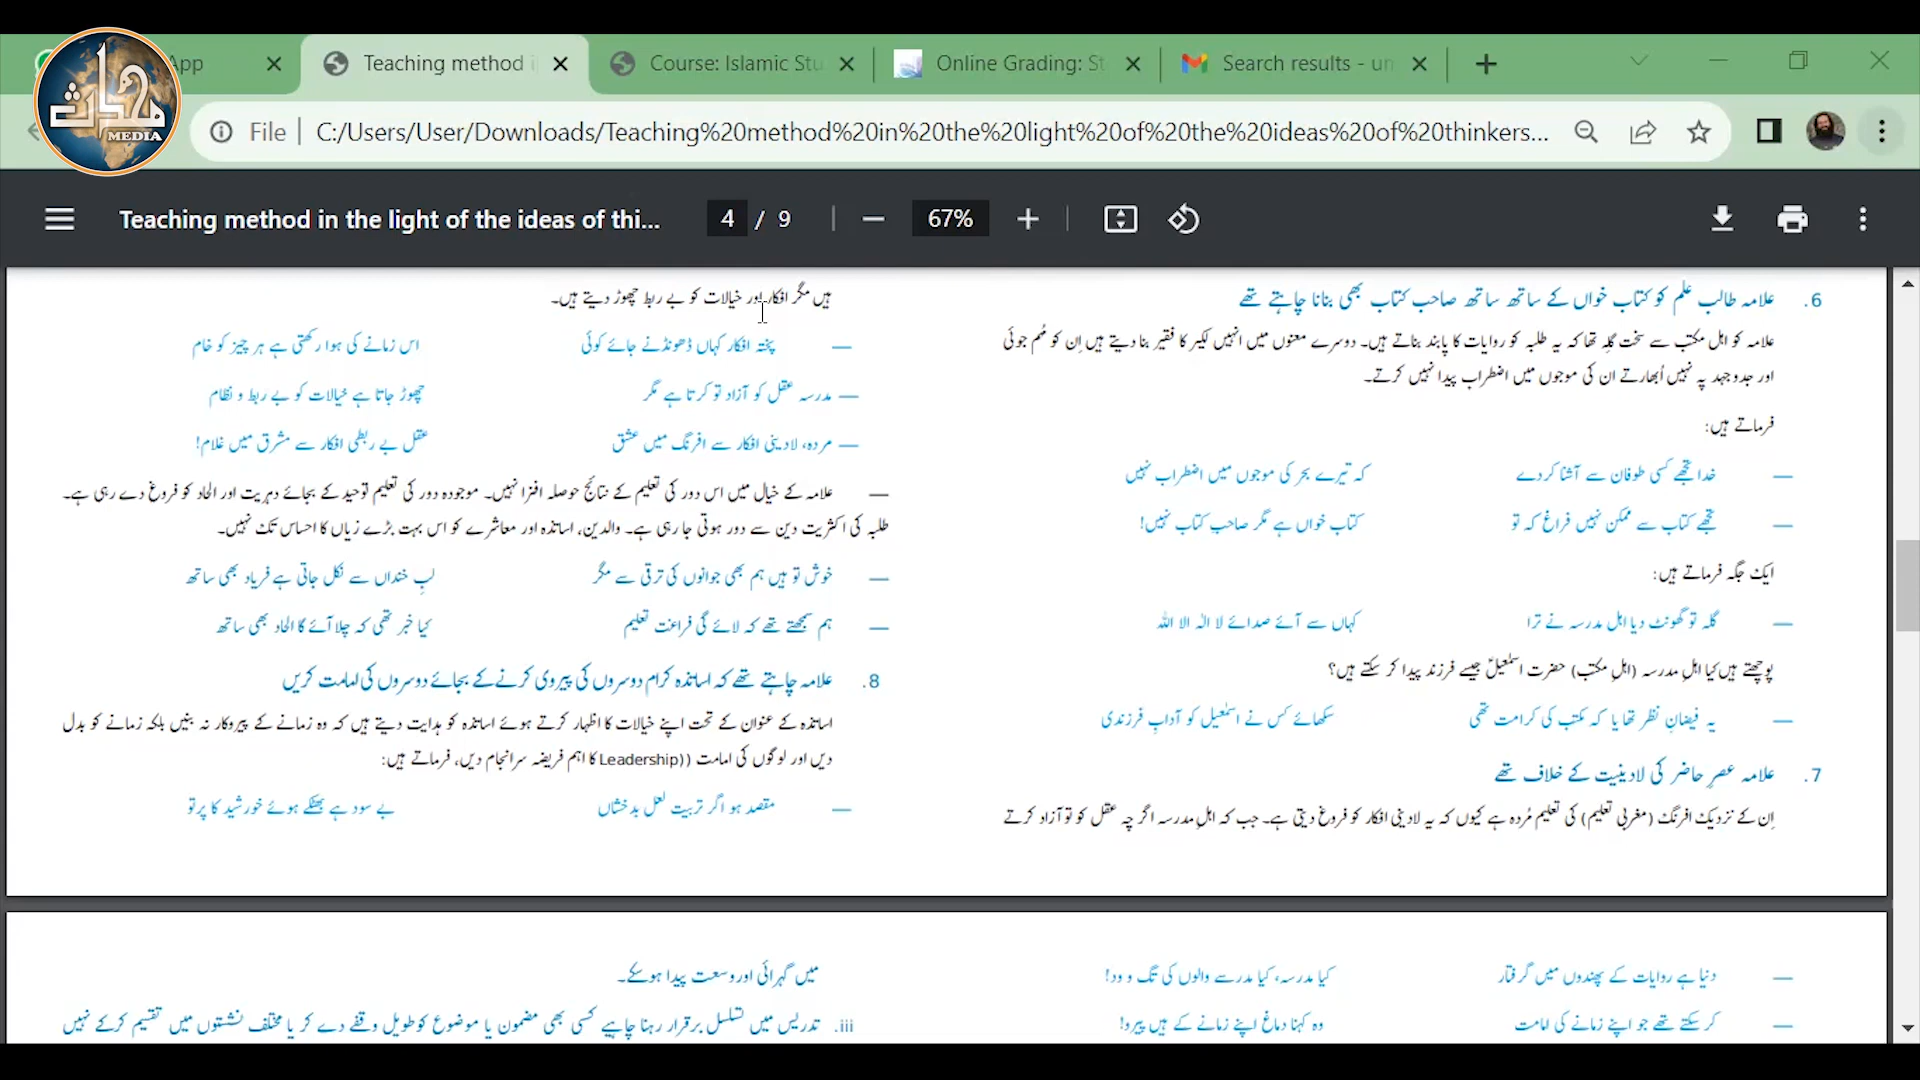 App
Teaching method i
Course: Islamic Stu
Online Grading: St
Search results - un
File
C:/Users/User/Downloads/Teaching%20method%20in%20the%20light%20of%20the%20ideas%20of%20thinkers...
MEDIA
Teaching method in the light of the ideas of thi...
4 / 9
67%
6. علامہ طالب علم کو کتاب خواں کے ساتھ ساتھ صاحب کتاب بھی بنانا چاہتے تھے
علامہ کو اہل مکتب سے سخت گلِہ تھا کہ یہ طلبہ کو روایات کا پابند بناتے ہیں۔ دوسرے معنوں میں انہیں لکیر کا فقیر بنا دیتے ہیں اِن کو مُہم جوئی
اور جدوجہد پہ نہیں اُبھارتے ان کی موجوں میں اضطراب پیدا نہیں کرتے۔
فرماتے ہیں:
— خدا تجھے کسی طوفان سے آشنا کر دے کہ تیرے بحر کی موجوں میں اضطراب نہیں
— تجھے کتاب سے ممکن نہیں فراغ کہ تو کتاب خواں ہے مگر صاحبِ کتاب نہیں!
ایک جگہ فرماتے ہیں:
— گلہ تو گھونٹ دیا اہل مدرسہ نے ترا کہاں سے آئے صدائے لا الہ الا اللہ
پوچھتے ہیں کیا اہلِ مدرسہ (اہلِ مکتب) حضرت اسمٰعیلؑ جیسے فرزند پیدا کر سکتے ہیں؟
— یہ فیضانِ نظر تھا یا کہ مکتب کی کرامت تھی سکھائے کس نے اسمٰعیل کو آدابِ فرزندی
7. علامہ عصرِ حاضر کی لادینیت کے خلاف تھے
اِن کے نزدیک افرنگ (مغربی تعلیم) کی تعلیم مُردہ ہے کیوں کہ یہ لادینی افکار کو فروغ دیتی ہے۔ جب کہ اہلِ مدرسہ اگر چہ عقل کو تو آزاد کرتے
ہیں مگر افکار اور خیالات کو بے ربط چھوڑ دیتے ہیں۔
— پختہ افکار کہاں ڈھونڈنے جائے کوئی اس زمانے کی ہوا رکھتی ہے ہر چیز کو خام
— مدرسہ عقل کو آزاد تو کرتا ہے مگر چھوڑ جاتا ہے خیالات کو بے ربط و نظام
— مردہ، لادینی افکار سے افرنگ میں عشق عقل بے ربطی افکار سے مشرق میں غلام!
— علامہ کے خیال میں اس دور کی تعلیم کے نتائج حوصلہ افزا نہیں۔ موجودہ دور کی تعلیم توحید کے بجائے دہریت اور الحاد کو فروغ دے رہی ہے۔
طلبہ کی اکثریت دین سے دور ہوتی جا رہی ہے۔ والدین، اساتذہ اور معاشرے کو اس بہت بڑے زیاں کا احساس تک نہیں۔
— خوش تو ہیں ہم بھی جوانوں کی ترقی سے مگر لبِ خنداں سے نکل جاتی ہے فریاد بھی ساتھ
— ہم سمجھتے تھے کہ لائے گی فراغت تعلیم کیا خبر تھی کہ چلا آئے گا الحاد بھی ساتھ
8. علامہ چاہتے تھے کہ اساتذہ کرام دوسروں کی پیروی کرنے کے بجائے دوسروں کی امامت کریں
اساتذہ کے عنوان کے تحت اپنے خیالات کا اظہار کرتے ہوئے اساتذہ کو ہدایت دیتے ہیں کہ وہ زمانے کے پیروکار نہ بنیں بلکہ زمانے کو بدل
دیں اور لوگوں کی امامت ((Leadership کا اہم فریضہ سرانجام دیں، فرماتے ہیں:
— مقصد ہو اگر تربیت لعل بدخشاں بے سود ہے بھٹکے ہوئے خورشید کا پرتو
— دنیا ہے روایات کے پھندوں میں گرفتار کیا مدرسہ، کیا مدرسے والوں کی تگ و دو!
— کر سکتے تھے جو اپنے زمانے کی امامت وہ کہنا دماغ اپنے زمانے کے ہیں پیرو!
میں گہرائی اور وسعت پیدا ہو سکے۔
iii. تدریس میں تسلسل برقرار رہنا چاہیے کسی بھی مضمون یا موضوع کو طویل وقفے دے کر یا مختلف نشستوں میں تقسیم کر کے نہیں